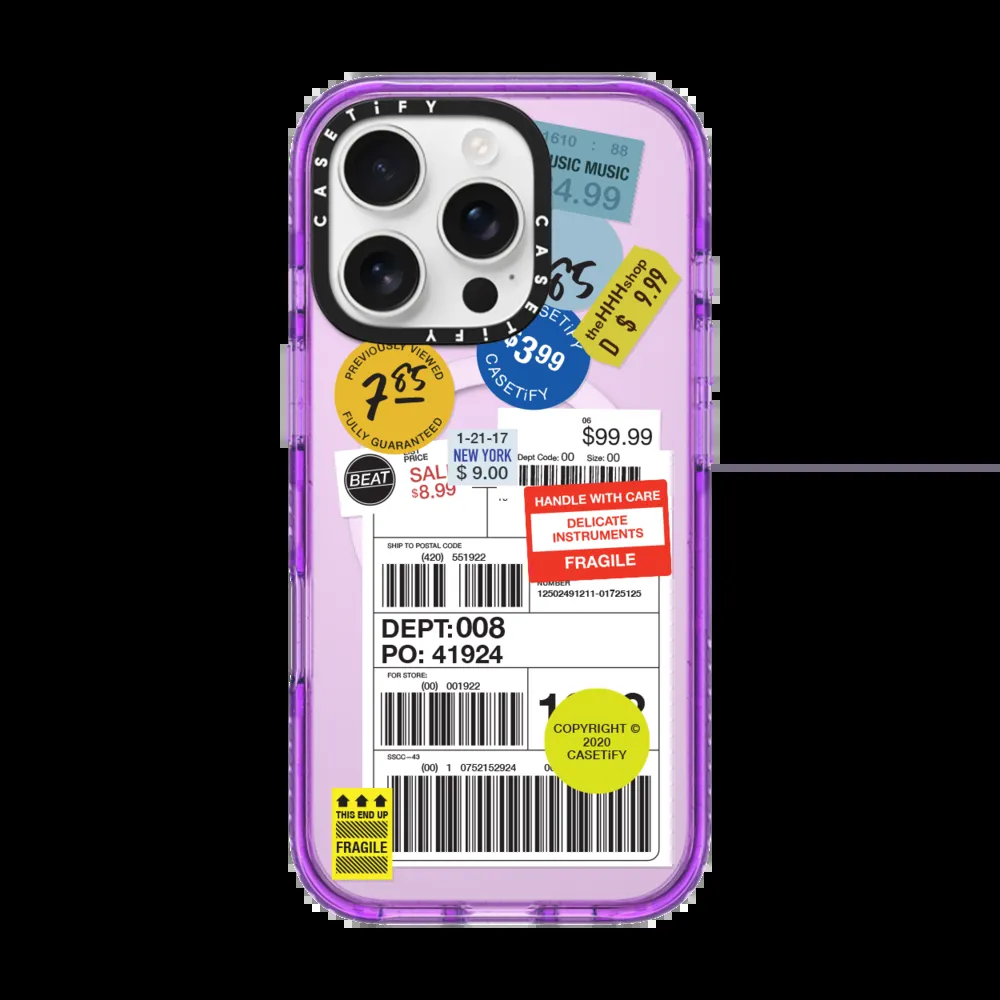 CASETiFY
CASETiFY
CASETiFY
1610 : 88
MUSIC MUSIC
4.99
85
theHHHshop
D $ 9.99
CASETiFY
$3.99
CASETiFY
PREVIOUSLY VIEWED
7.85
FULLY GUARANTEED
06
$99.99
Dept Code: 00 Size: 00
1-21-17
NEW YORK
$ 9.00
PRICE
BEAT
$8.99
HANDLE WITH CARE
DELICATE
INSTRUMENTS
FRAGILE
SHIP TO POSTAL CODE
(420) 551922
NUMBER
12502491211-01725125
DEPT:008
PO: 41924
FOR STORE:
(00) 001922
COPYRIGHT ©
2020
CASETiFY
SSCC-43
(00) 1 0752152924
THIS END UP
FRAGILE